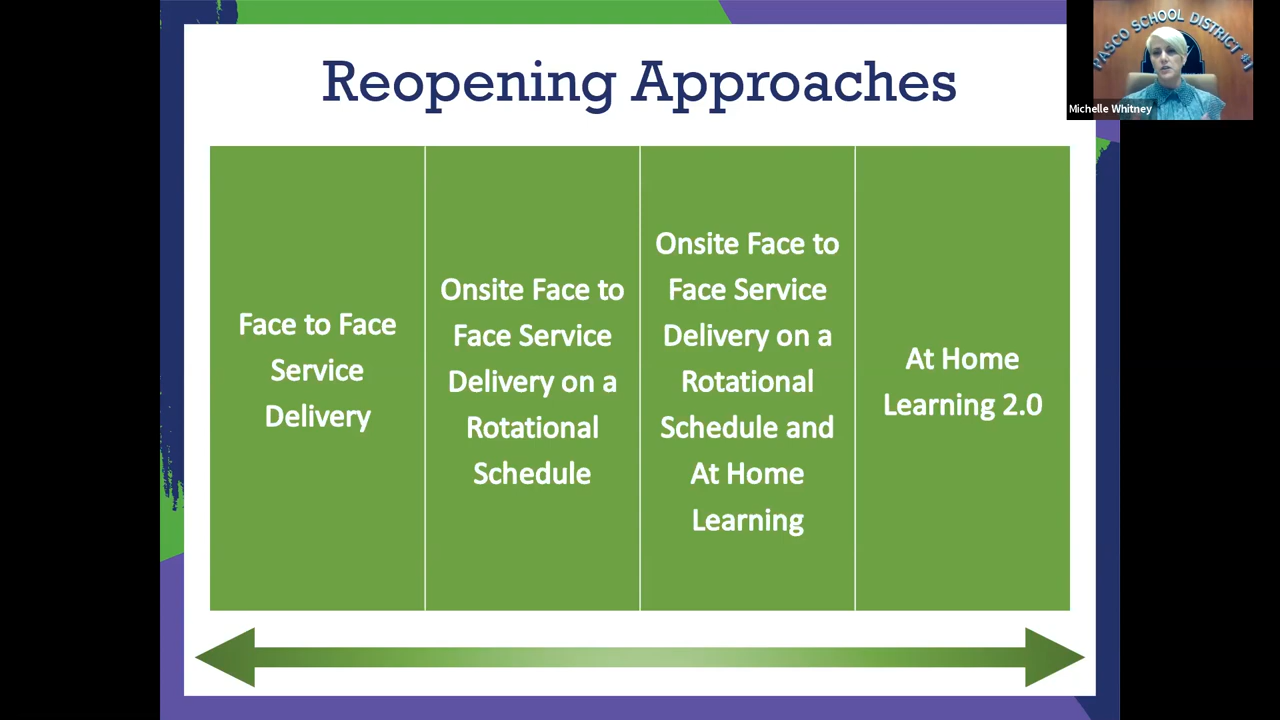 Reopening Approaches
PASCO SCHOOL DISTRICT #1
Michelle Whitney
Face to Face
Service
Delivery
Onsite Face to
Face Service
Delivery on a
Rotational
Schedule
Onsite Face to
Face Service
Delivery on a
Rotational
Schedule and
At Home
Learning
At Home
Learning 2.0